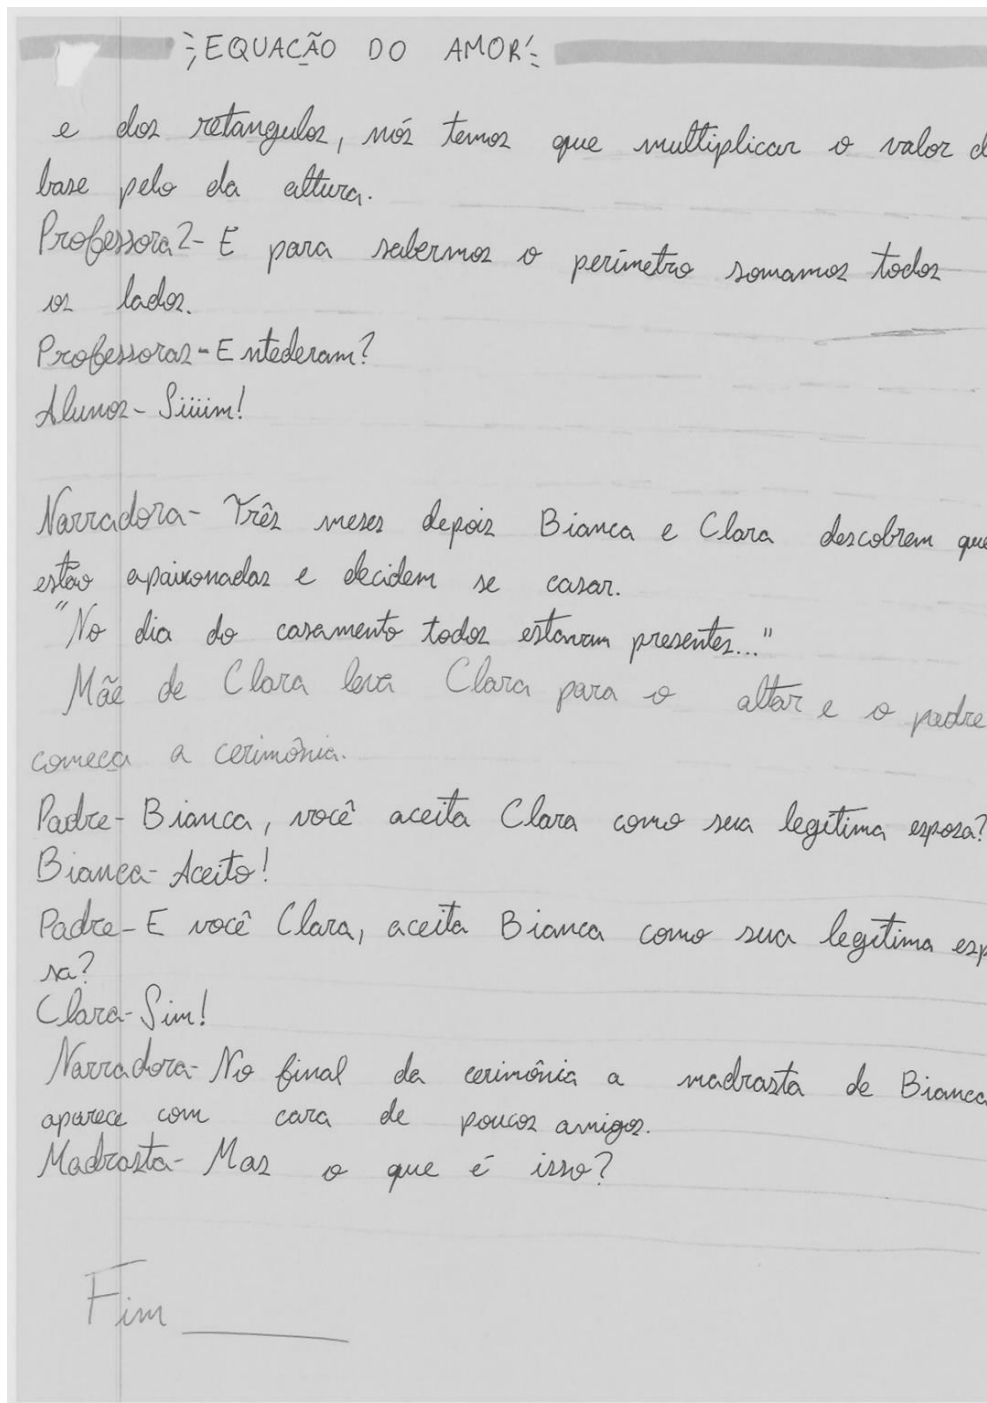 EQUAÇÃO DO AMOR
e dos retangulos, nós temos que multiplicar o valor d
base pelo da altura.
Professora 2- E para sabermos o perímetro somamos todos
os lados.
Professoras - Entederam?
Alunos - Siiiim!
Narradora - Três meses depois Bianca e Clara descobrem que
estão apaixonadas e decidem se casar.
"No dia do casamento todos estavam presentes..."
Mãe de Clara leva Clara para o altar e o padre
começa a cerimônia.
Padre - Bianca, você aceita Clara como sua legítima esposa?
Bianca - Aceito!
Padre - E você Clara, aceita Bianca como sua legítima esp
sa?
Clara - Sim!
Narradora - No final da cerimônia a madrasta de Bianca
aparece com cara de poucos amigos.
Madrasta - Mas o que é isso?
Fim